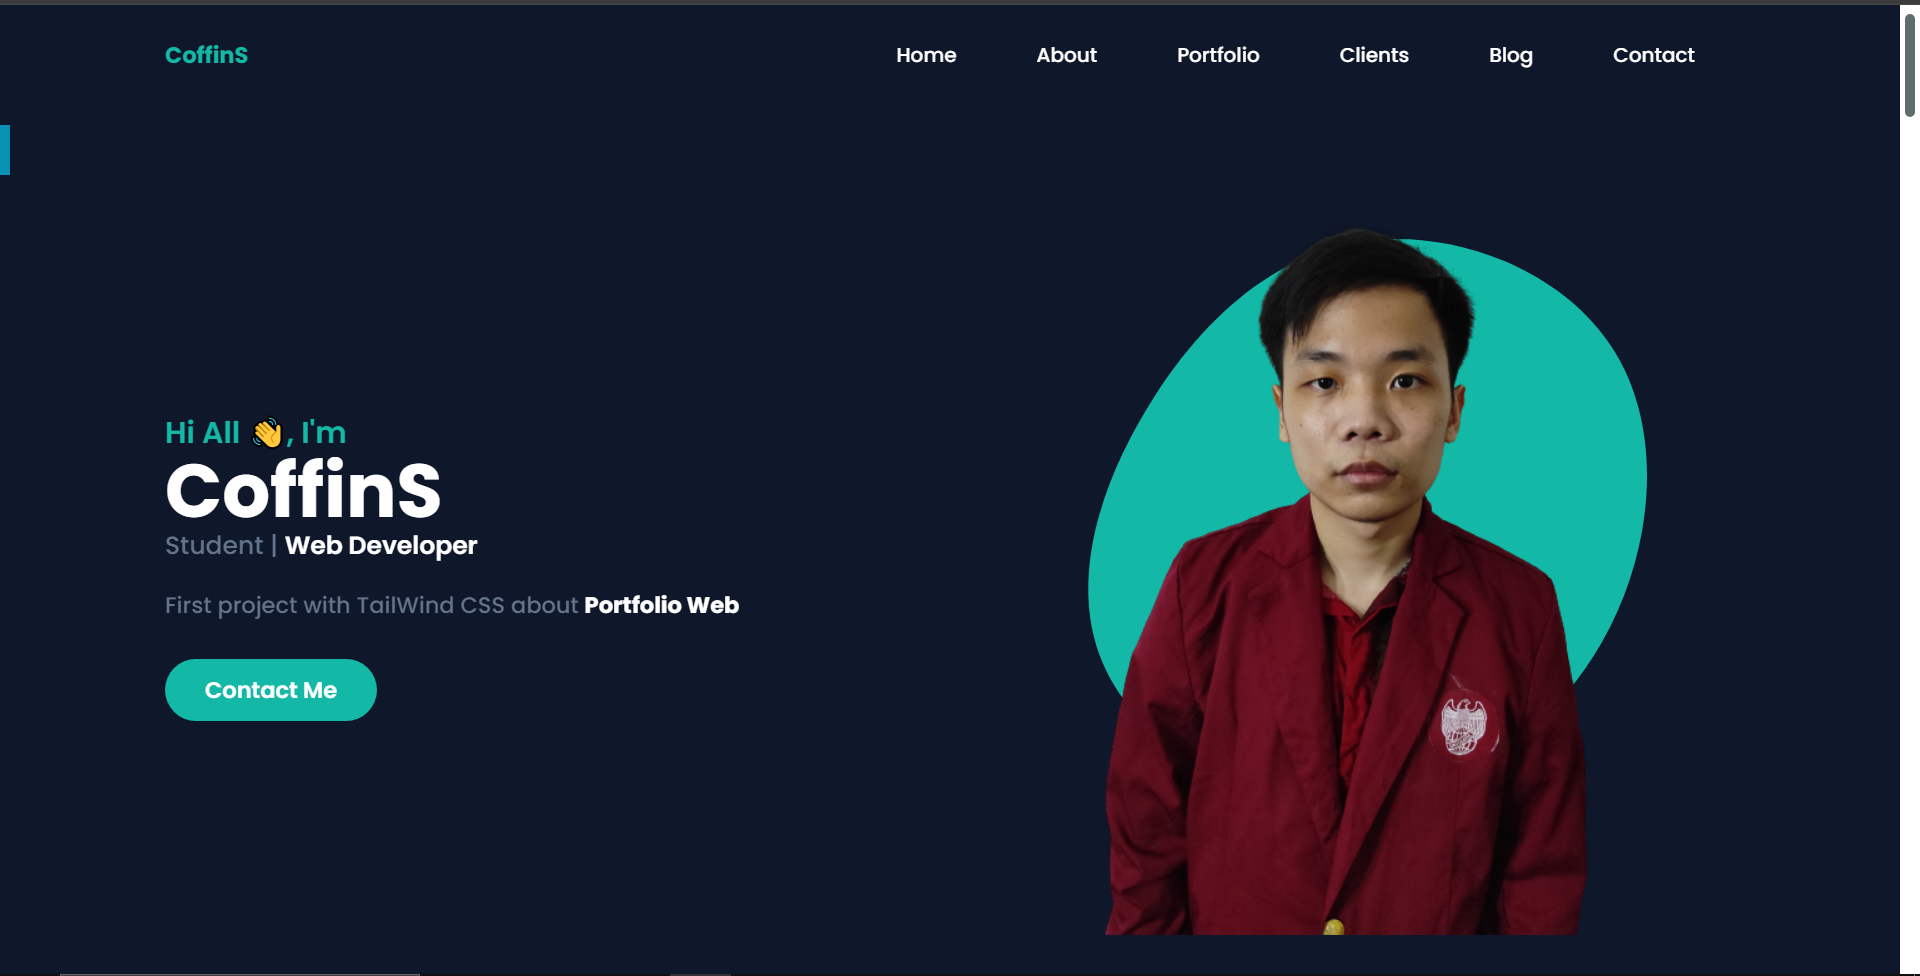 CoffinS
Home About Portfolio Clients Blog Contact
Hi All 👋, I'm
CoffinS
Student | Web Developer
First project with TailWind CSS about Portfolio Web
Contact Me